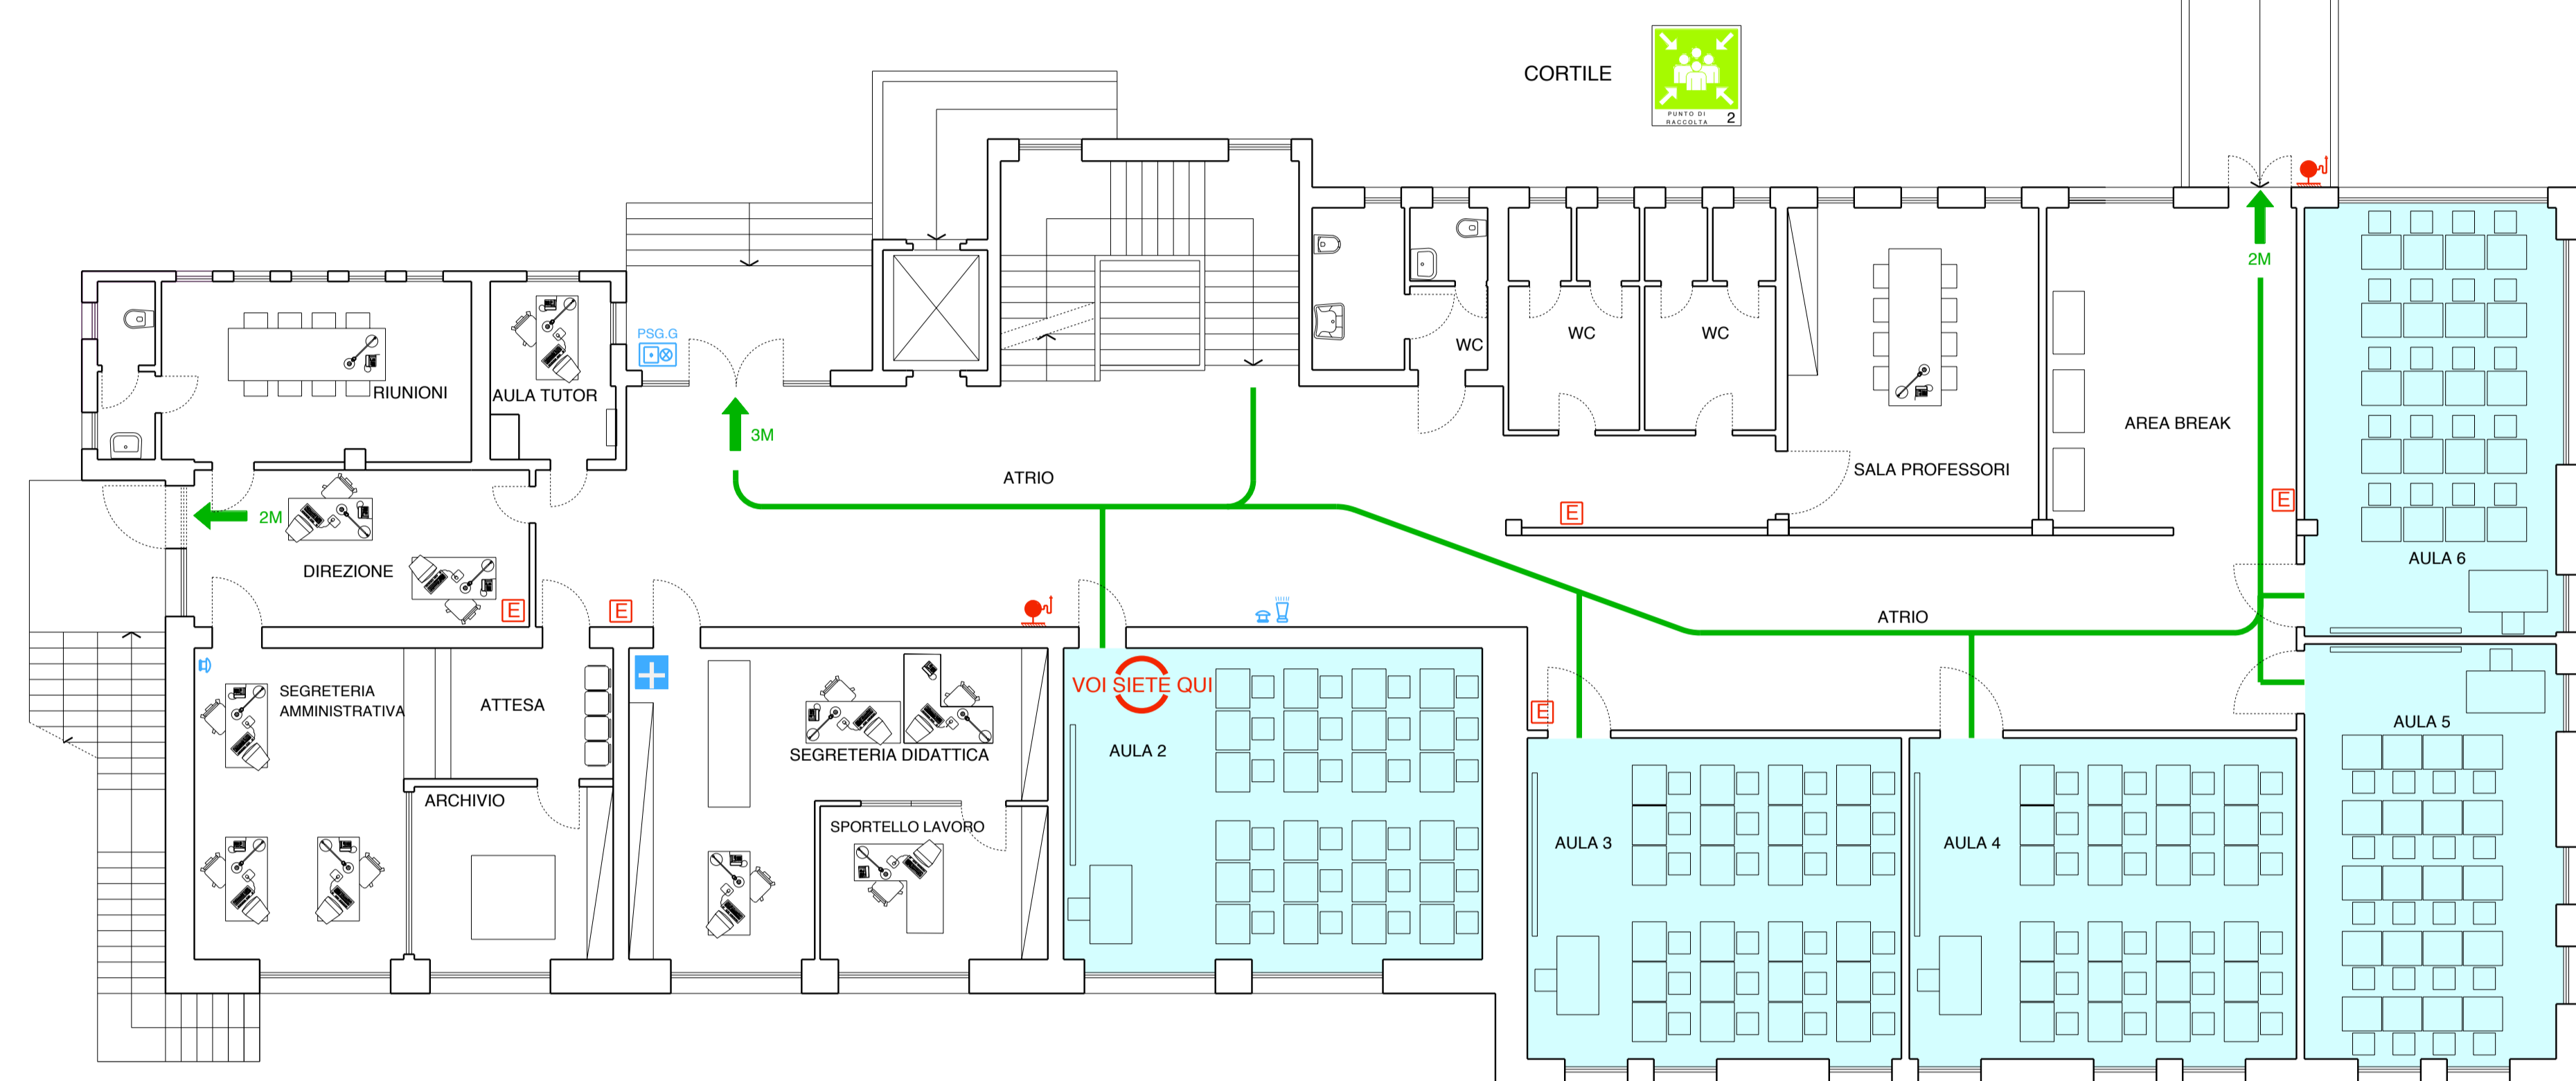 CORTILE
PUNTO DI
RACCOLTA 2
PSG.G
2M
WC
WC
WC
RIUNIONI
AULA TUTOR
3M
AREA BREAK
ATRIO
SALA PROFESSORI
E
E
2M
DIREZIONE
AULA 6
E
E
ATRIO
VOI SIETE QUI
SEGRETERIA
AMMINISTRATIVA
ATTESA
E
AULA 5
SEGRETERIA DIDATTICA
AULA 2
ARCHIVIO
SPORTELLO LAVORO
AULA 3
AULA 4